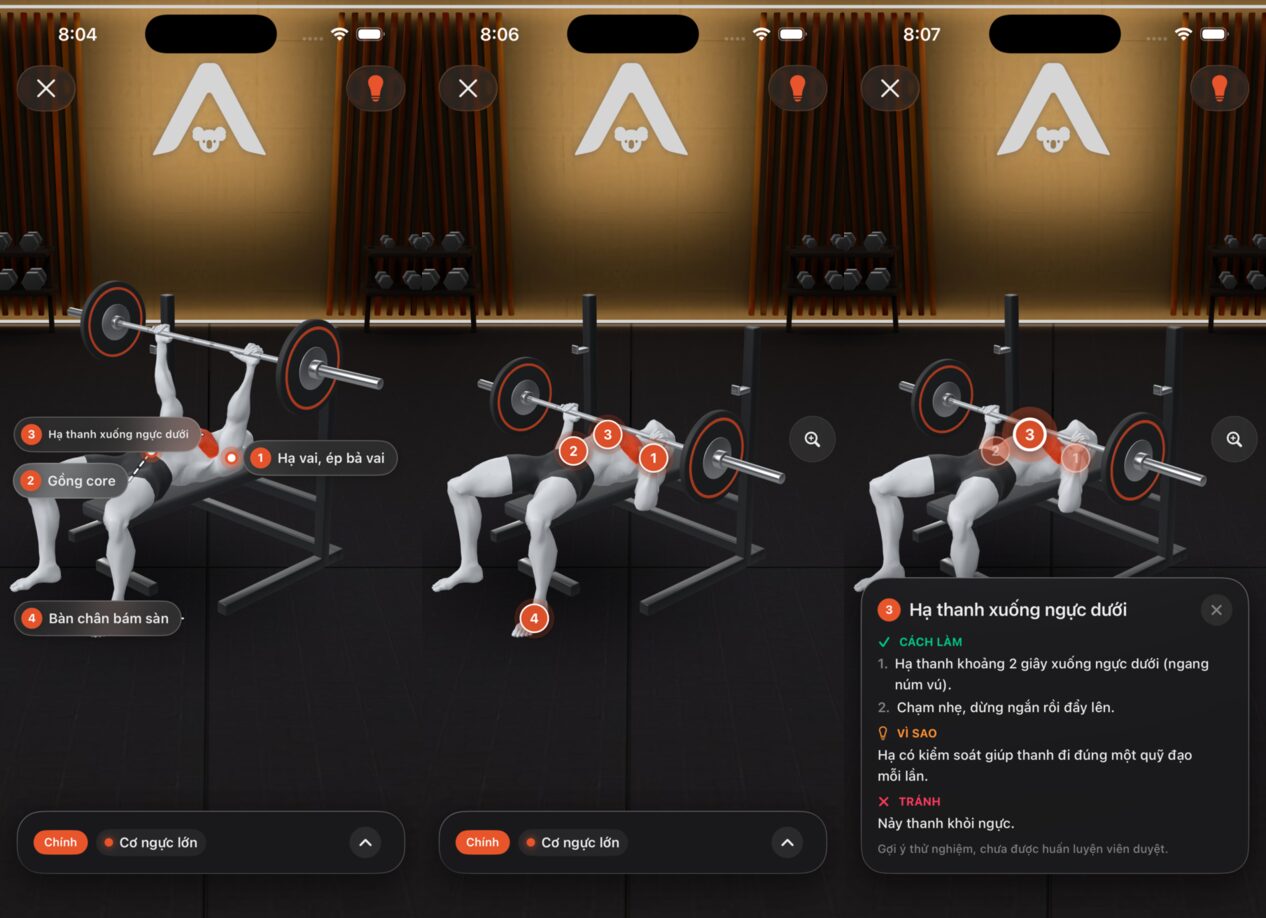 8:04
3 Hạ thanh xuống ngực dưới
1 Hạ vai, ép bả vai
2 Gồng core
4 Bàn chân bám sàn
Chính
Cơ ngực lớn
8:06
3
2
1
4
Chính
Cơ ngực lớn
8:07
3
2
1
3 Hạ thanh xuống ngực dưới
CÁCH LÀM
1. Hạ thanh khoảng 2 giây xuống ngực dưới (ngang
núm vú).
2. Chạm nhẹ, dừng ngắn rồi đẩy lên.
VÌ SAO
Hạ có kiểm soát giúp thanh đi đúng một quỹ đạo
mỗi lần.
TRÁNH
Nảy thanh khỏi ngực.
Gợi ý thử nghiệm, chưa được huấn luyện viên duyệt.